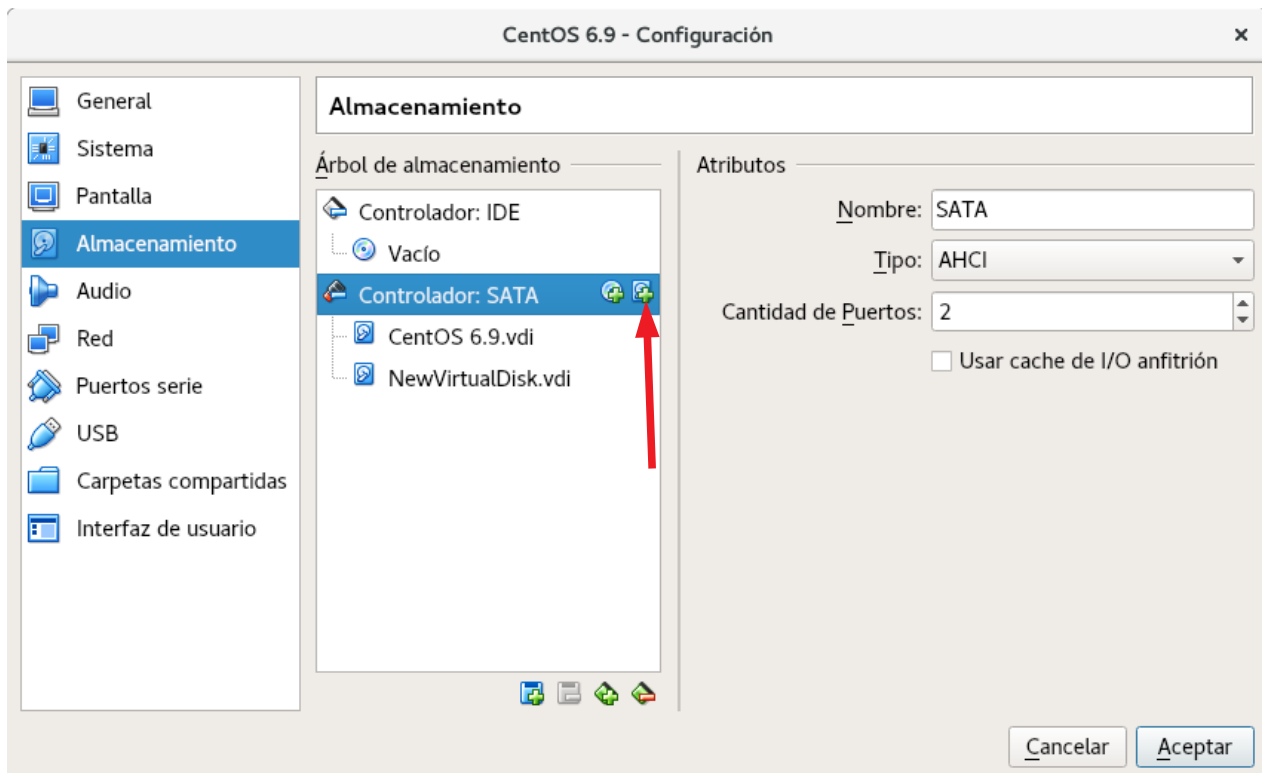 CentOS 6.9 - Configuración
General
Sistema
Pantalla
Almacenamiento
Audio
Red
Puertos serie
USB
Carpetas compartidas
Interfaz de usuario
Almacenamiento
Árbol de almacenamiento
Controlador: IDE
Vacío
Controlador: SATA
CentOS 6.9.vdi
NewVirtualDisk.vdi
Atributos
Nombre: SATA
Tipo: AHCI
Cantidad de Puertos: 2
Usar cache de I/O anfitrión
Cancelar
Aceptar